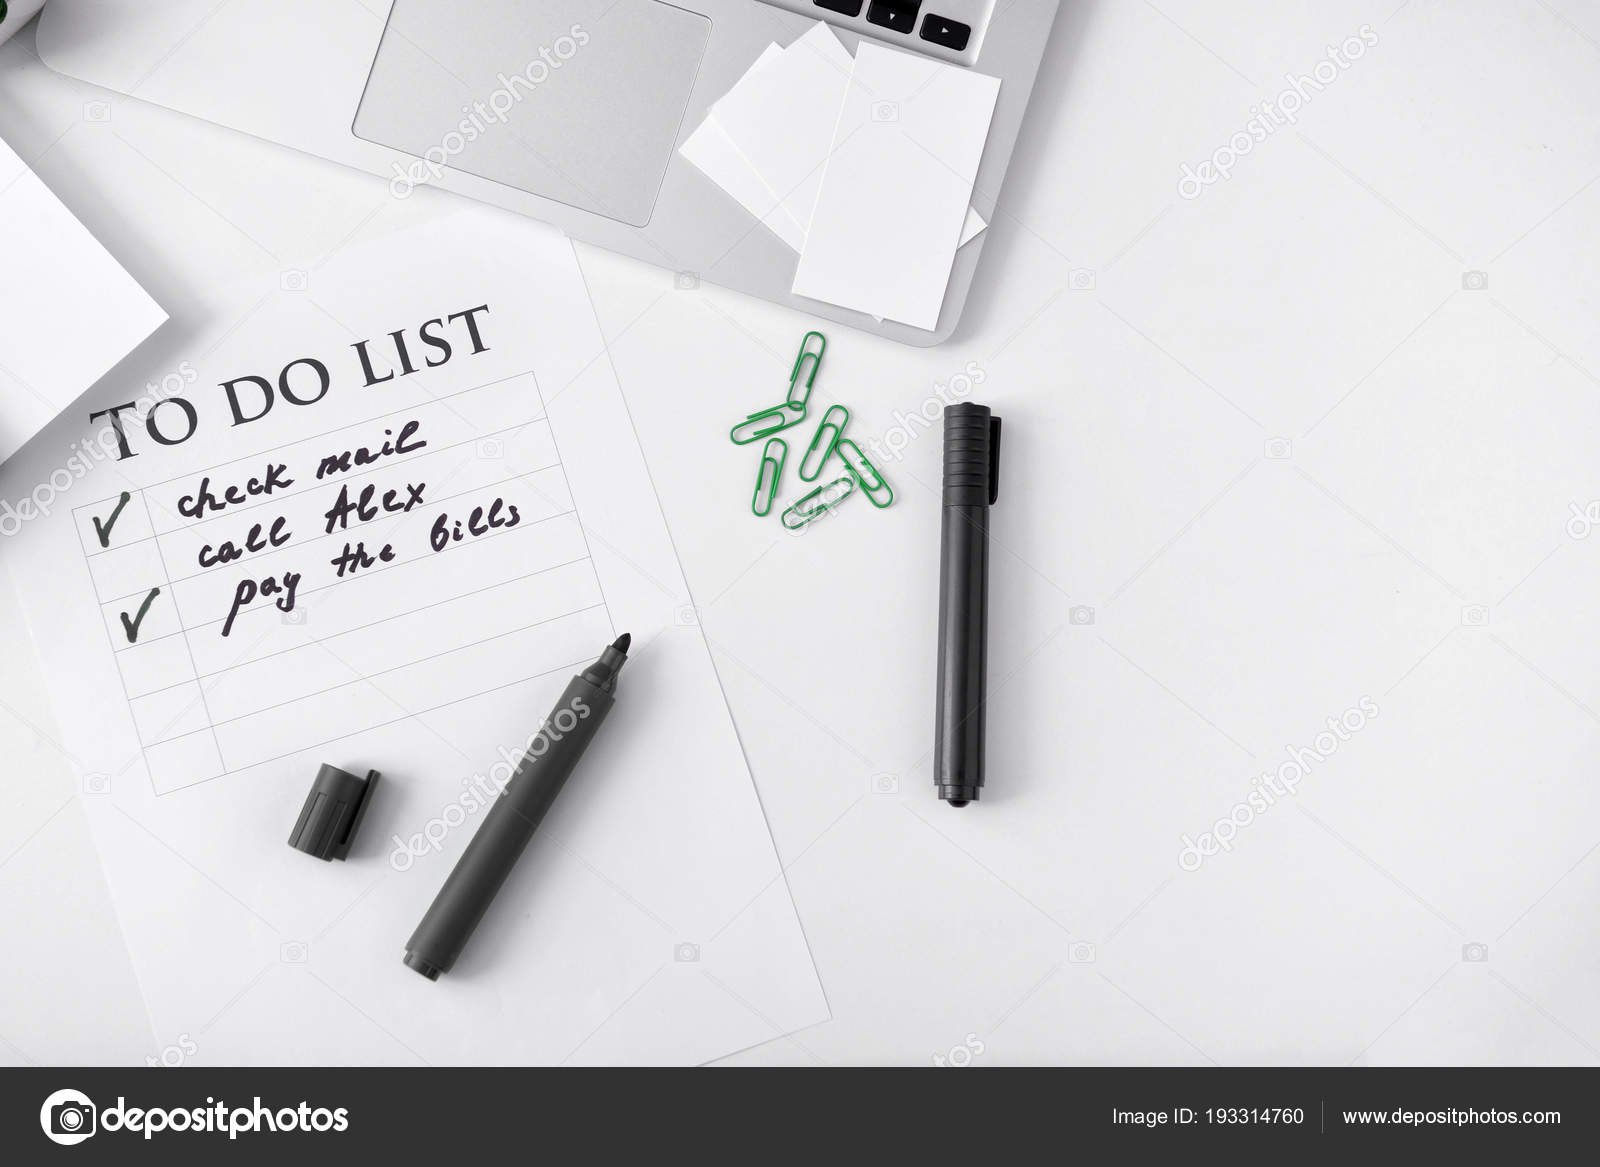 TO DO LIST
check mail
call Alex
pay the bills
depositphotos
Image ID: 193314760
www.depositphotos.com